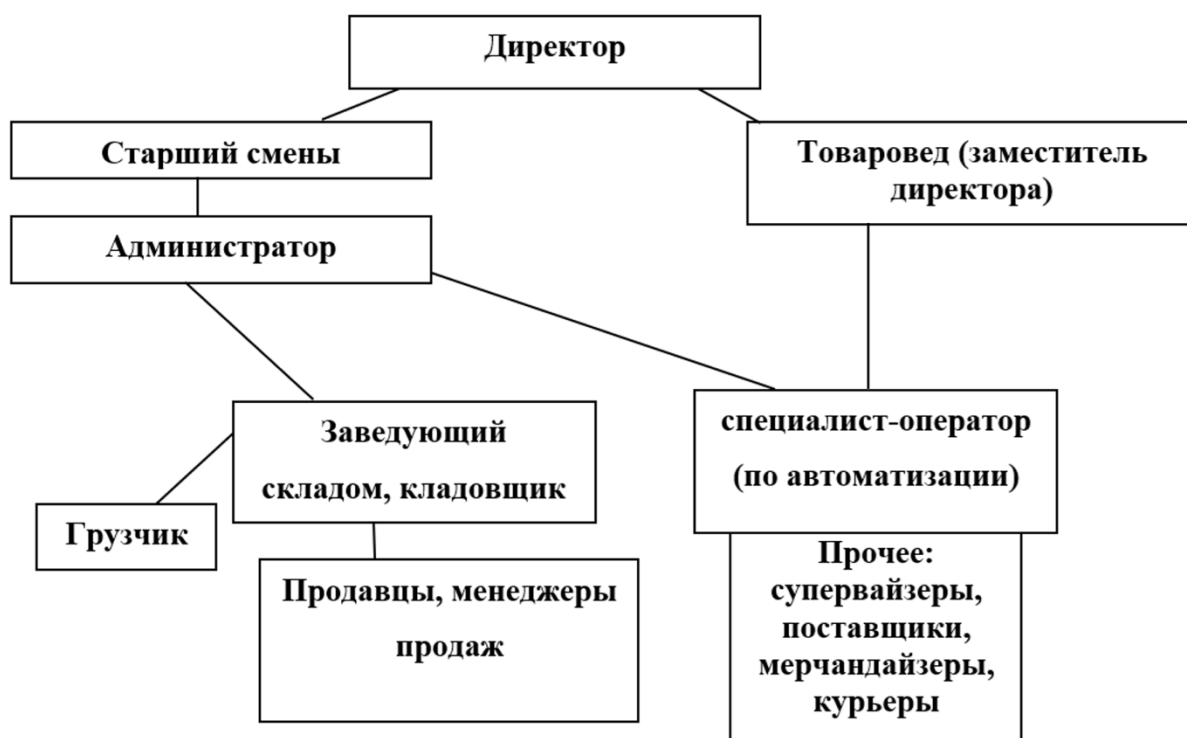 Директор
Старший смены
Товаровед (заместитель
директора)
Администратор
Заведующий
складом, кладовщик
специалист-оператор
(по автоматизации)
Грузчик
Продавцы, менеджеры
продаж
Прочее:
супервайзеры,
поставщики,
мерчандайзеры,
курьеры